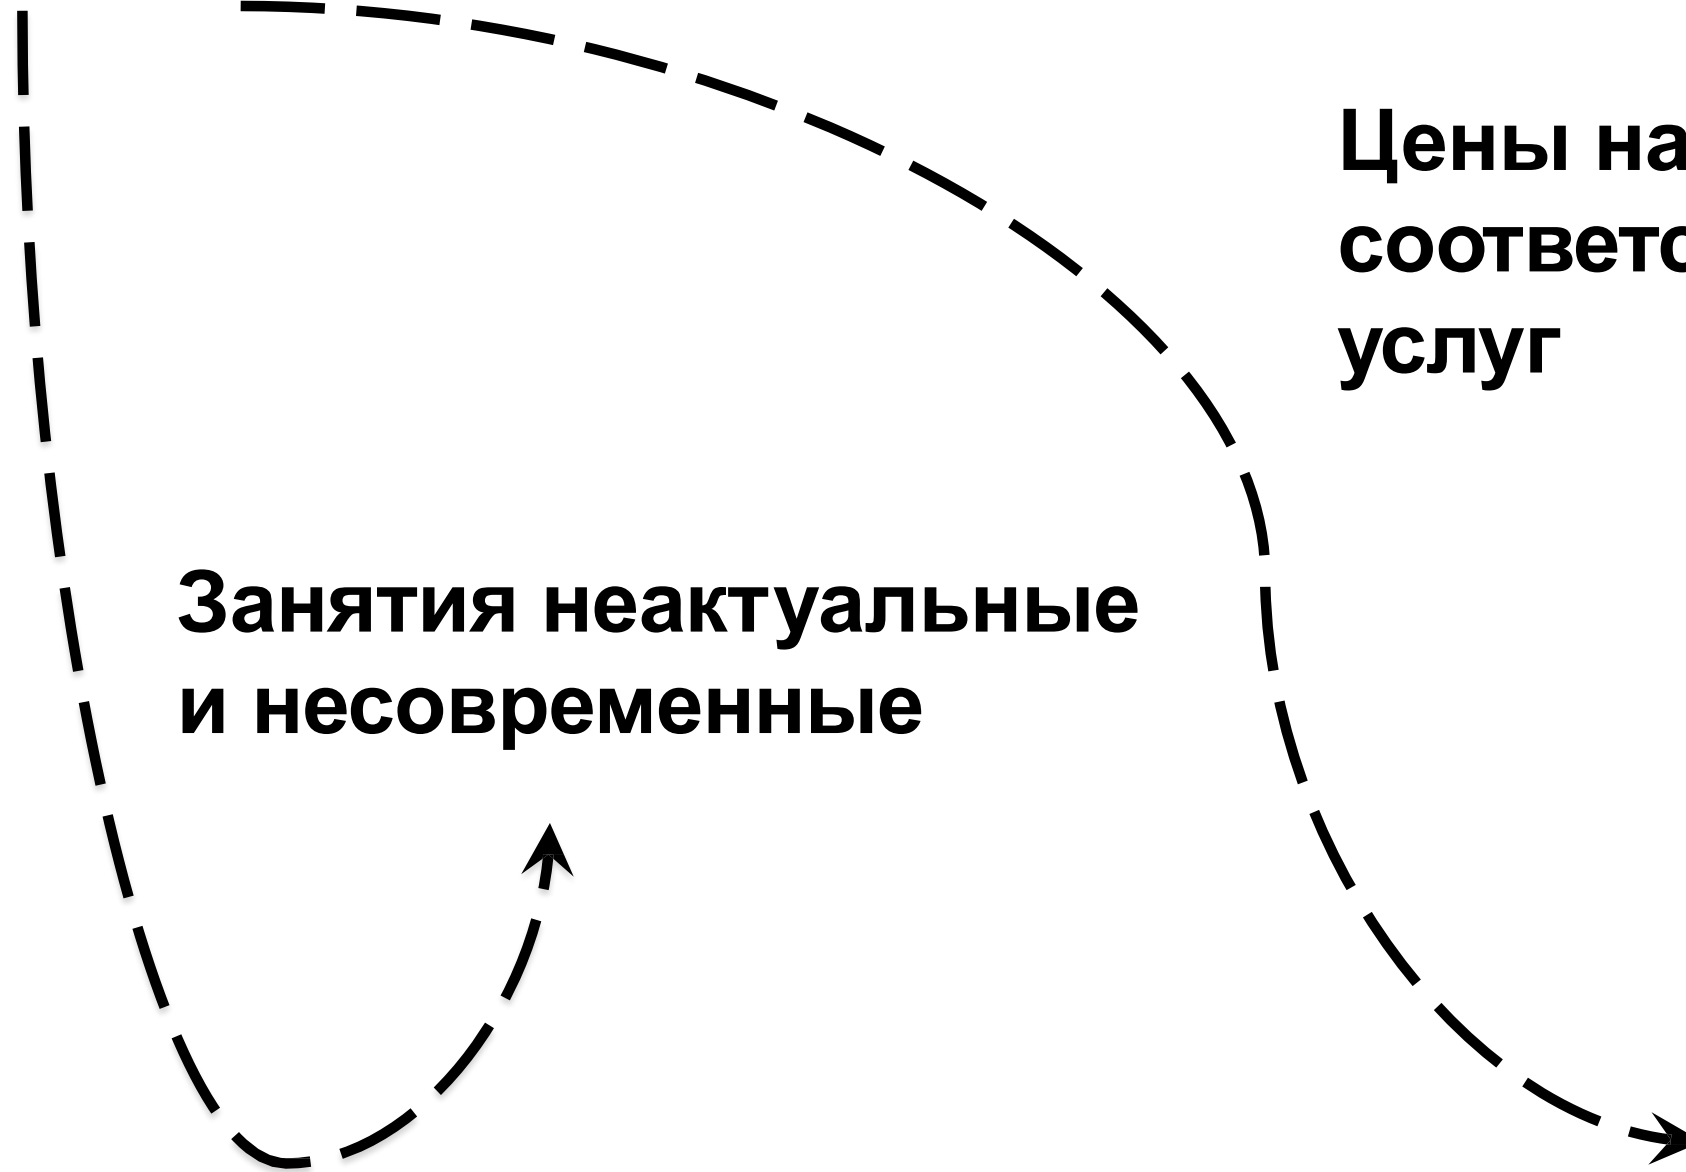 Цены на
услуг
Занятия неактуальные
и несовременные